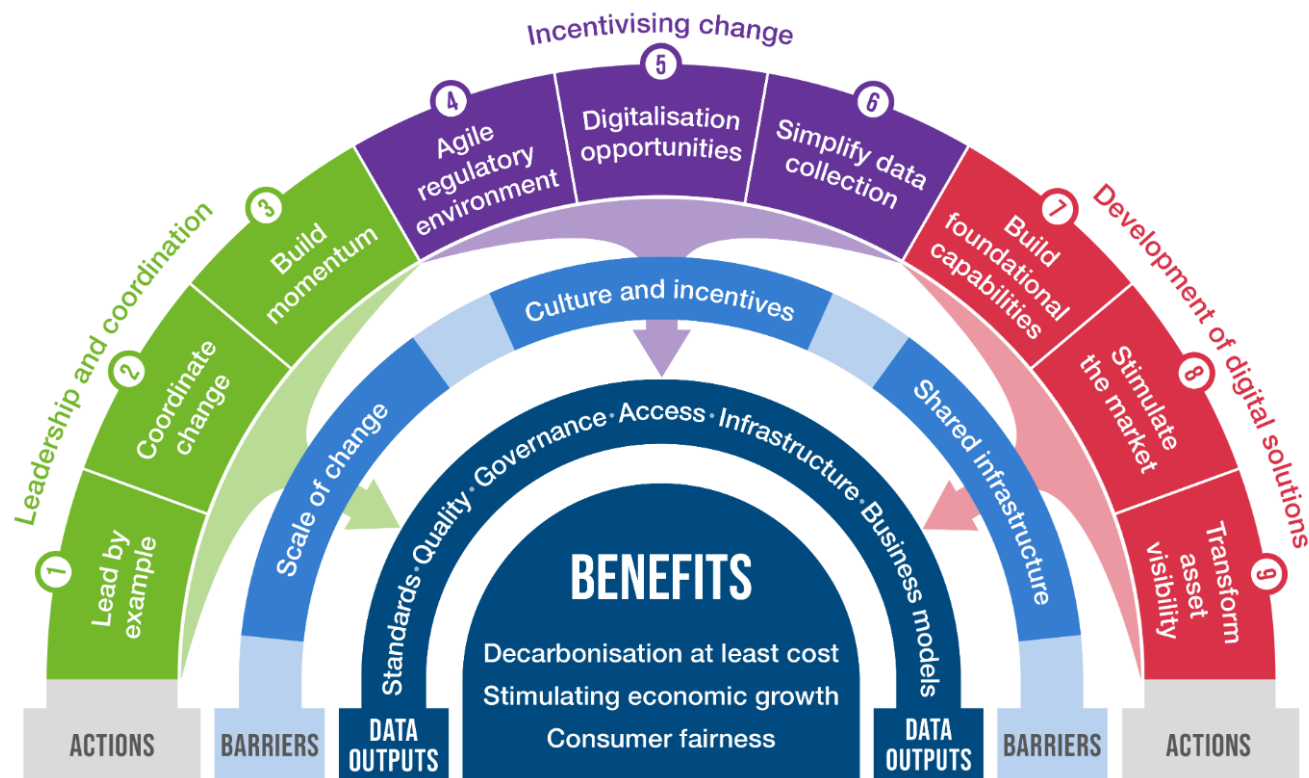 Incentivising change
Leadership and coordination
Development of digital solutions
1
Lead by
example
2
Coordinate
change
3
Build
momentum
4
Agile
regulatory
environment
5
Digitalisation
opportunities
6
Simplify data
collection
7
Build
foundational
capabilities
8
Stimulate
the market
9
Transform
asset
visibility
Scale of change
Culture and incentives
Shared infrastructure
Standards•Quality•Governance•Access•Infrastructure•Business models
BENEFITS
Decarbonisation at least cost
Stimulating economic growth
Consumer fairness
ACTIONS
BARRIERS
DATA
OUTPUTS
DATA
OUTPUTS
BARRIERS
ACTIONS